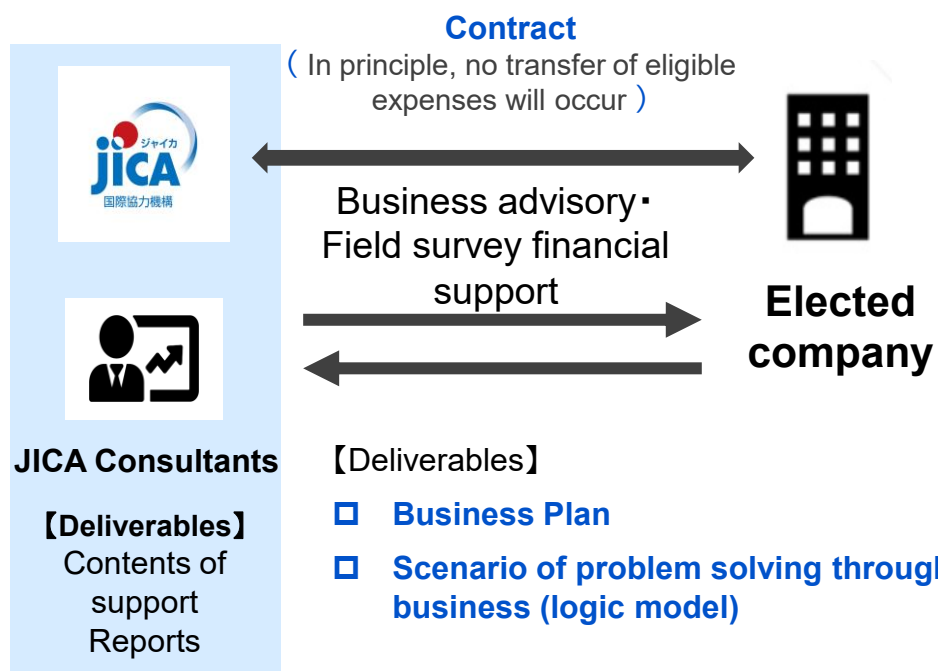 Contract
( In principle, no transfer of eligible
expenses will occur )
ジャイカ
JICA
国際協力機構
Business advisory・
Field survey financial
support
Elected
company
JICA Consultants
【Deliverables】
Contents of
support
Reports
【Deliverables】
Business Plan
Scenario of problem solving through
business (logic model)